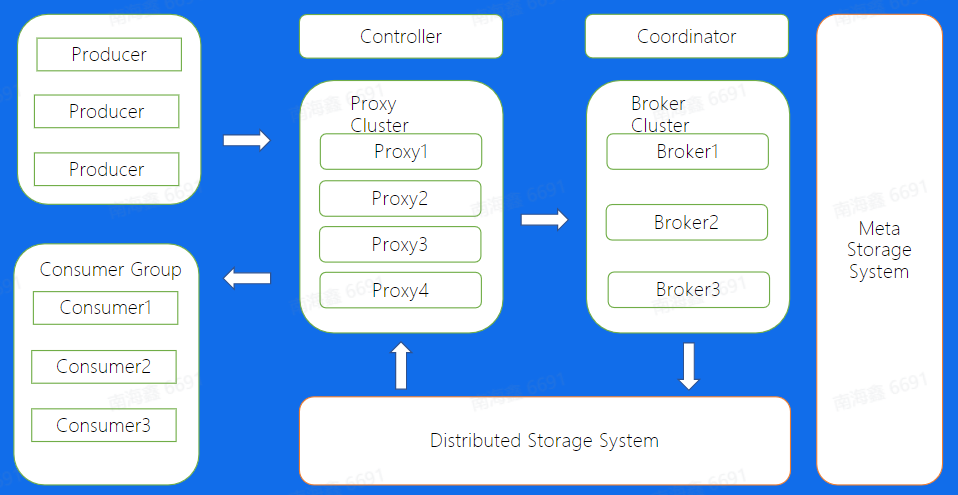 Producer
Producer
Producer
Consumer Group
Consumer1
Consumer2
Consumer3
Controller
Proxy
Cluster
Proxy1
Proxy2
Proxy3
Proxy4
Coordinator
Broker
Cluster
Broker1
Broker2
Broker3
Distributed Storage System
Meta
Storage
System
南海鑫 6691